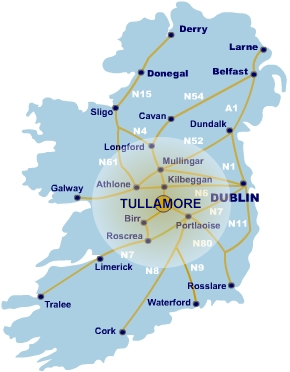 Derry
Larne
Donegal
Belfast
N15
N54
Sligo
A1
Cavan
Dundalk
N4
N52
Longford
N61
Mullingar
N1
Athlone
Kilbeggan
Galway
N6
DUBLIN
TULLAMORE
N7
Birr
Portlaoise
N11
Roscrea
N80
N7
Limerick
N8
N9
Rosslare
Tralee
Waterford
Cork